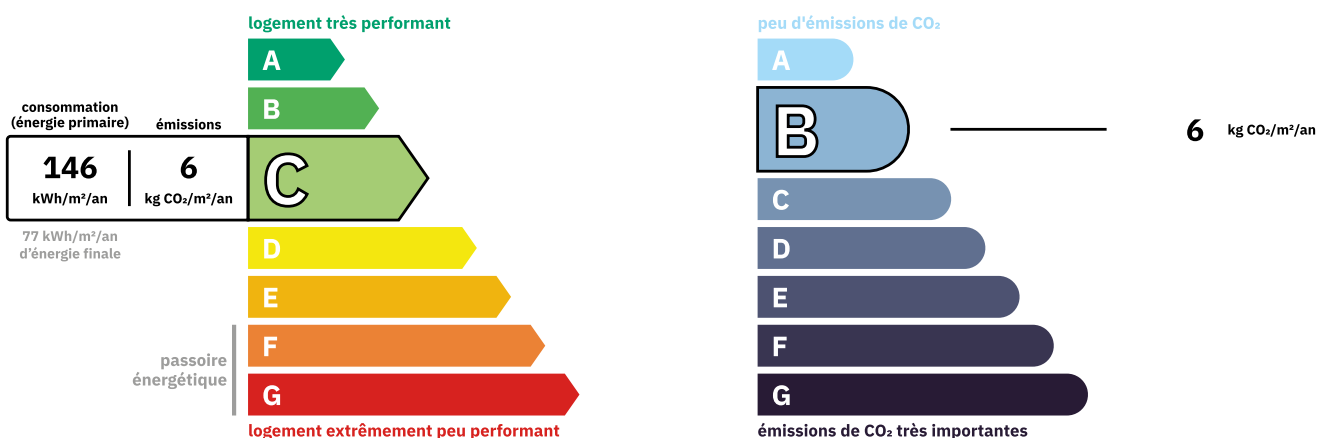 logement très performant
A
B
consommation
(énergie primaire)
émissions
146
kWh/m²/an
6
kg CO₂/m²/an
C
77 kWh/m²/an
d'énergie finale
D
E
passoire
énergétique
F
G
logement extrêmement peu performant
peu d'émissions de CO₂
A
B
6 kg CO₂/m²/an
C
D
E
F
G
émissions de CO₂ très importantes